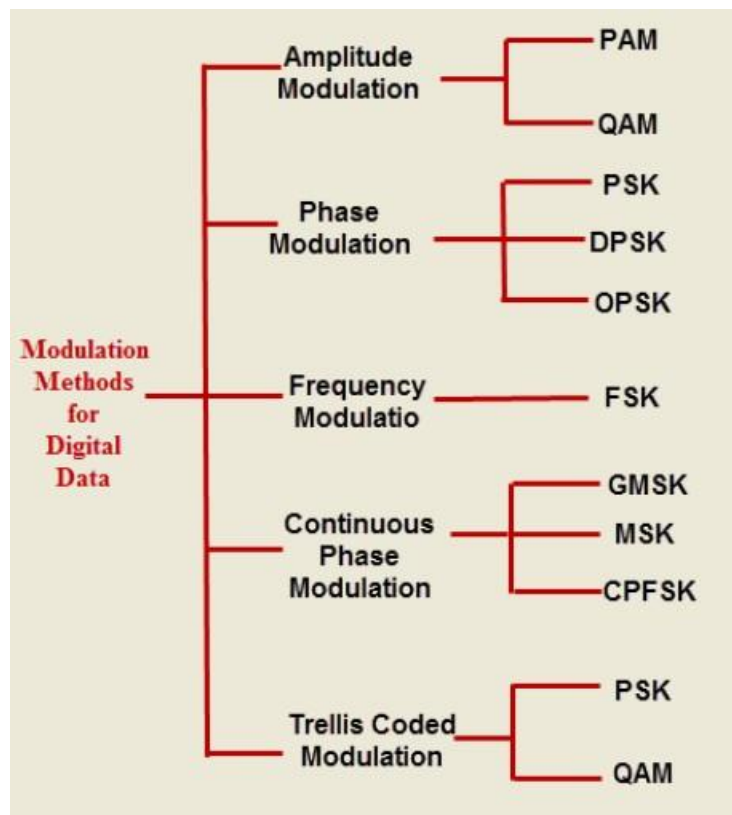 Modulation
Methods
for
Digital
Data
Amplitude
Modulation
PAM
QAM
Phase
Modulation
PSK
DPSK
OPSK
Frequency
Modulatio
FSK
Continuous
Phase
Modulation
GMSK
MSK
CPFSK
Trellis Coded
Modulation
PSK
QAM